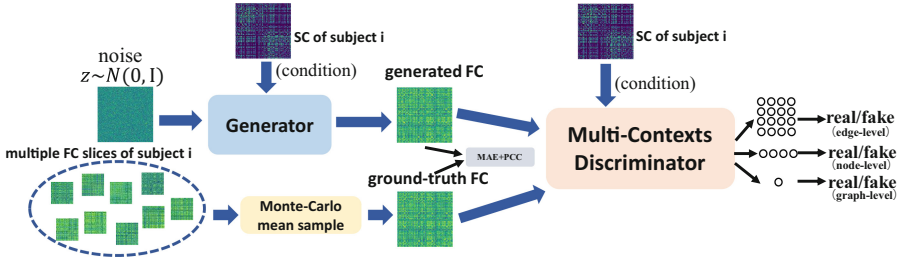 SC of subject i
SC of subject i
noise
z~N(0, I)
(condition)
generated FC
(condition)
Generator
Multi-Contexts
Discriminator
real/fake
(edge-level)
real/fake
(node-level)
real/fake
(graph-level)
multiple FC slices of subject i
MAE+PCC
ground-truth FC
Monte-Carlo
mean sample